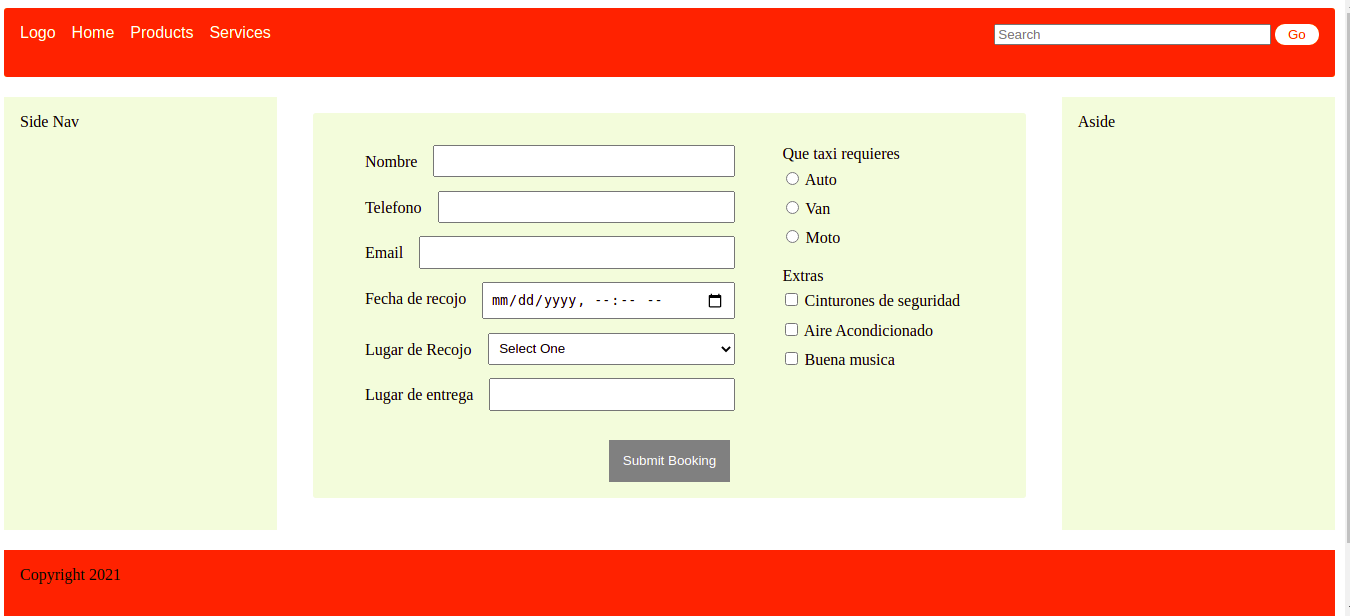 Logo Home Products Services Search Go
Side Nav
Aside
Nombre
Telefono
Email
Fecha de recojo mm/dd/yyyy, --:-- --
Lugar de Recojo Select One
Lugar de entrega
Que taxi requieres
Auto
Van
Moto
Extras
Cinturones de seguridad
Aire Acondicionado
Buena musica
Submit Booking
Copyright 2021